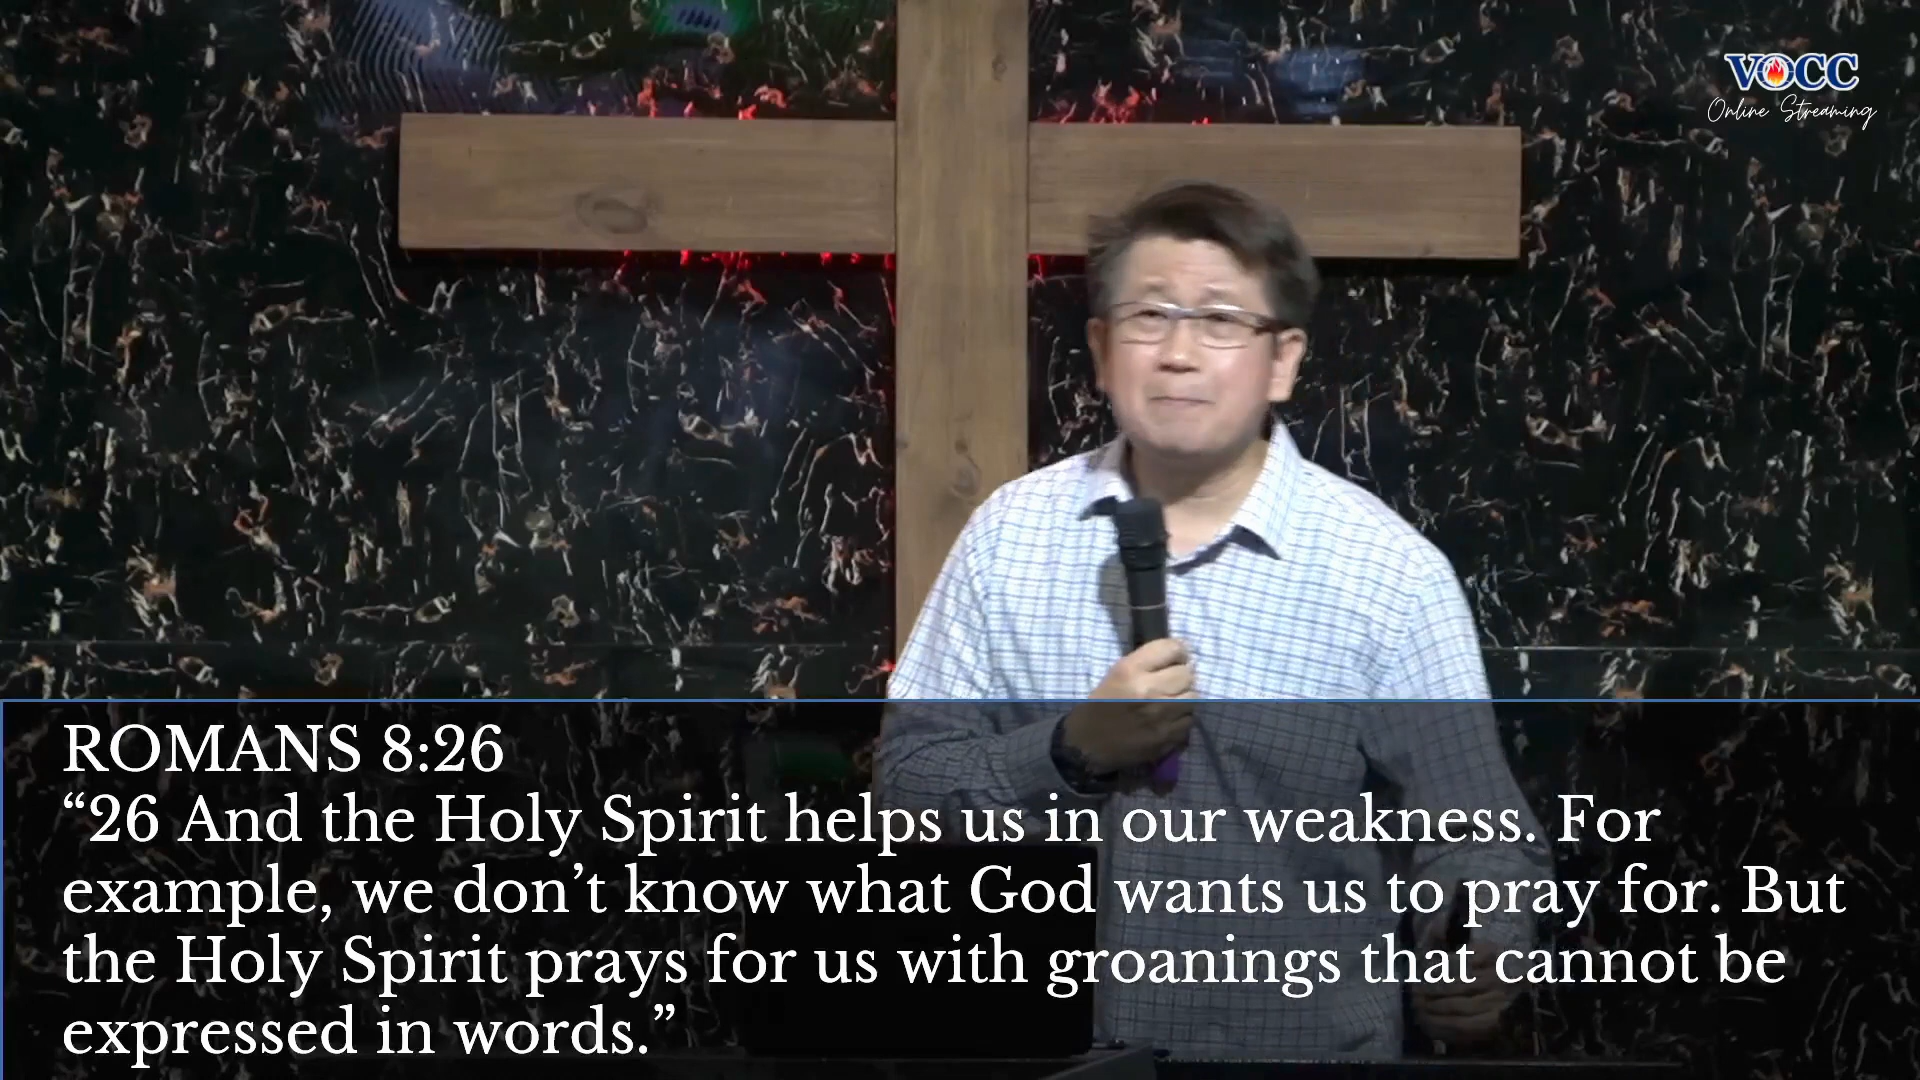 VOCC
Online Streaming
ROMANS 8:26
“26 And the Holy Spirit helps us in our weakness. For
example, we don’t know what God wants us to pray for. But
the Holy Spirit prays for us with groanings that cannot be
expressed in words.”